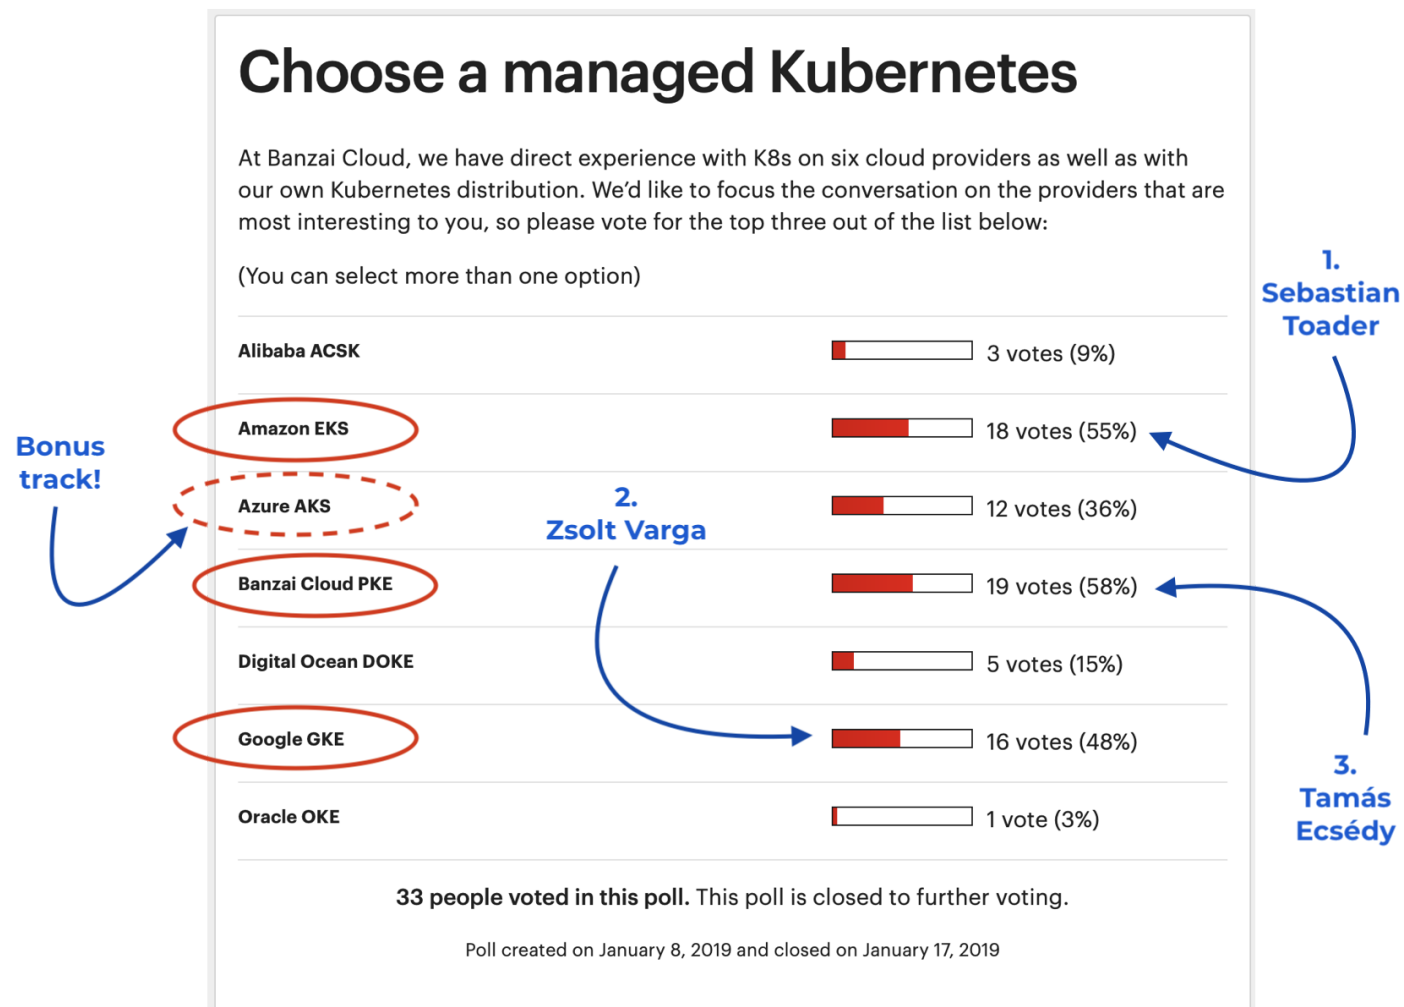 Choose a managed Kubernetes
At Banzai Cloud, we have direct experience with K8s on six cloud providers as well as with
our own Kubernetes distribution. We’d like to focus the conversation on the providers that are
most interesting to you, so please vote for the top three out of the list below:
(You can select more than one option)
1.
Sebastian
Toader
Alibaba ACSK 3 votes (9%)
Amazon EKS 18 votes (55%)
Bonus
track!
Azure AKS 12 votes (36%)
2.
Zsolt Varga
Banzai Cloud PKE 19 votes (58%)
Digital Ocean DOKE 5 votes (15%)
Google GKE 16 votes (48%)
3.
Tamás
Ecsédy
Oracle OKE 1 vote (3%)
33 people voted in this poll. This poll is closed to further voting.
Poll created on January 8, 2019 and closed on January 17, 2019